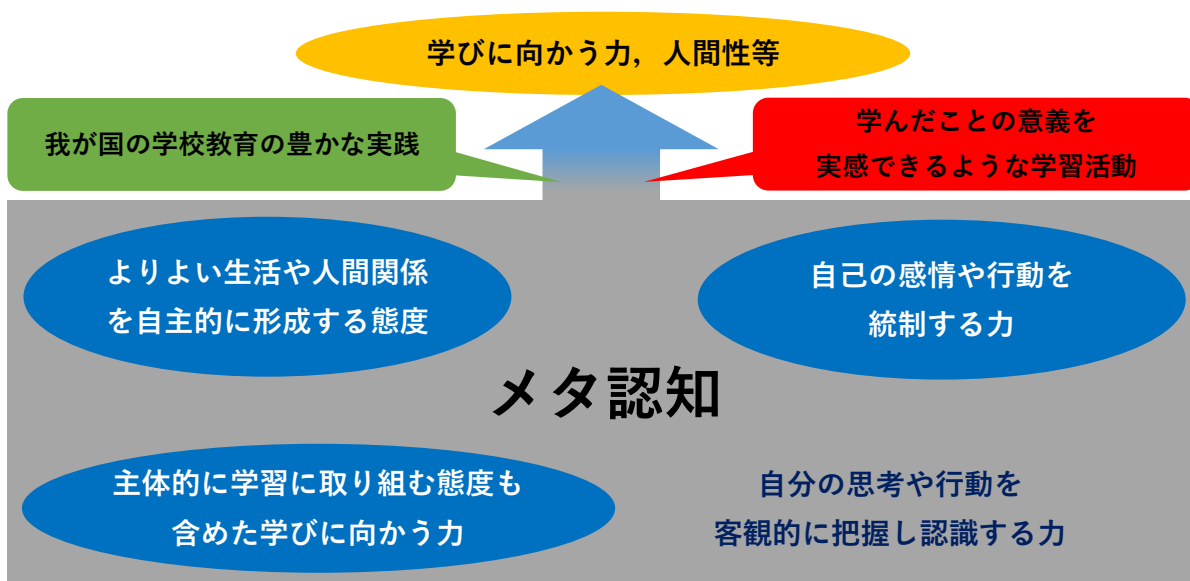 学びに向かう力，人間性等
我が国の学校教育の豊かな実践
学んだことの意義を
実感できるような学習活動
よりよい生活や人間関係
を自主的に形成する態度
自己の感情や行動を
統制する力
メタ認知
主体的に学習に取り組む態度も
含めた学びに向かう力
自分の思考や行動を
客観的に把握し認識する力